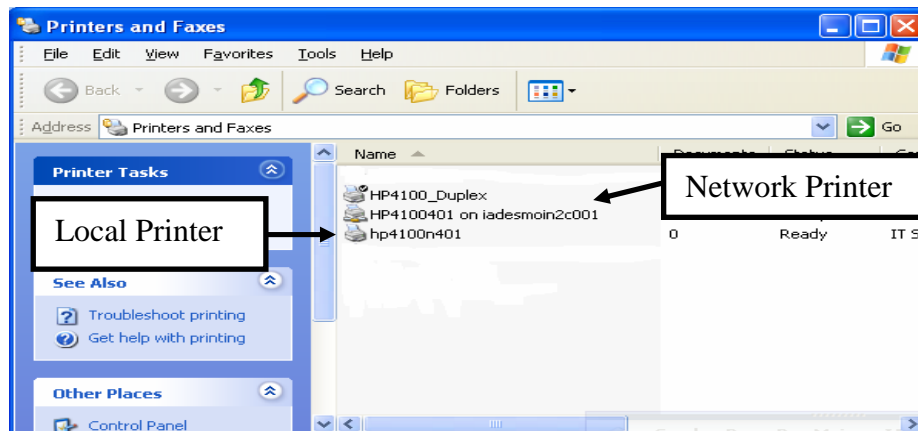 Printers and Faxes
File Edit View Favorites Tools Help
Back Search Folders
Address Printers and Faxes Go
Name Documents Status
Printer Tasks
Network Printer
HP4100_Duplex
HP4100401 on iadesmoin2c001
Local Printer
hp4100n401 0 Ready IT S
See Also
Troubleshoot printing
Get help with printing
Other Places
Control Panel